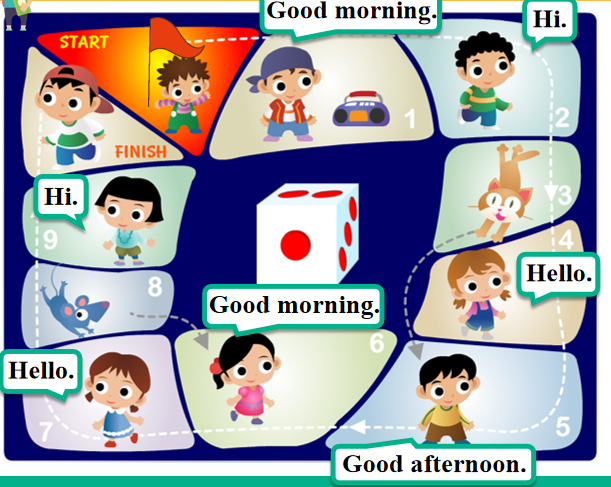 Good morning.
Hi.
START
1
2
FINISH
3
Hi.
9
4
Hello.
8
Good morning.
6
Hello.
7
5
Good afternoon.